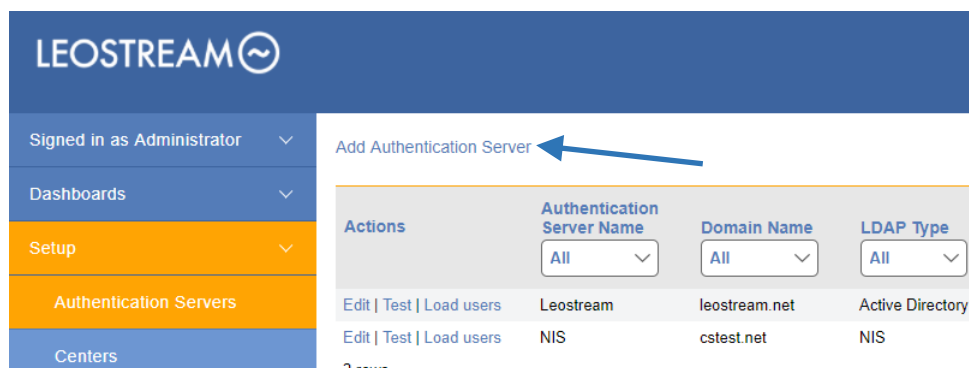 LEOSTREAM
Signed in as Administrator
Dashboards
Setup
Authentication Servers
Centers
Add Authentication Server
Actions
Authentication
Server Name
Domain Name
LDAP Type
All
All
All
Edit | Test | Load users Leostream leostream.net Active Directory
Edit | Test | Load users NIS cstest.net NIS
2 rows